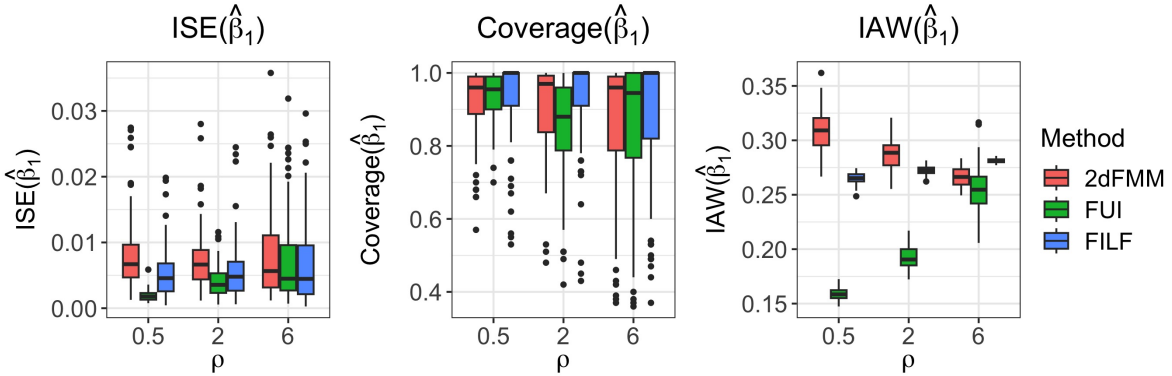 ISE(β̂₁)
ISE(β̂₁)
0.03
0.02
0.01
0.00
0.5 2 6
ρ
Coverage(β̂₁)
Coverage(β̂₁)
1.0
0.8
0.6
0.4
0.5 2 6
ρ
IAW(β̂₁)
IAW(β̂₁)
0.35
0.30
0.25
0.20
0.15
0.5 2 6
ρ
Method
2dFMM
FUI
FILF